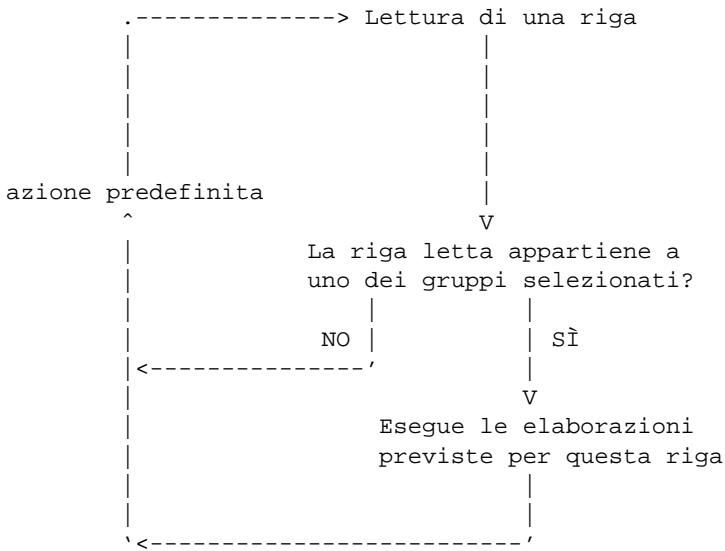 Lettura di una riga
azione predefinita
V
La riga letta appartiene a
uno dei gruppi selezionati?
NO
SÌ
V
Esegue le elaborazioni
previste per questa riga